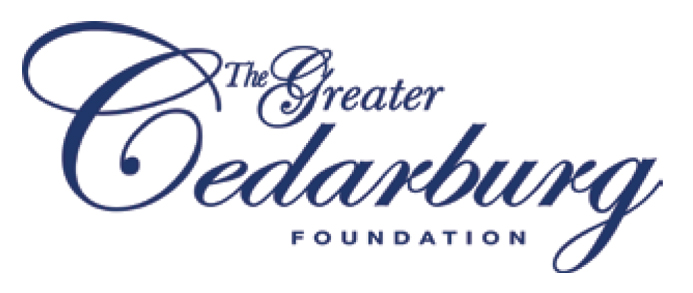 The Greater
Cedarburg
FOUNDATION